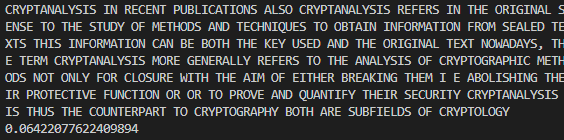 CRYPTANALYSIS IN RECENT PUBLICATIONS ALSO CRYPTANALYSIS REFERS IN THE ORIGINAL S
ENSE TO THE STUDY OF METHODS AND TECHNIQUES TO OBTAIN INFORMATION FROM SEALED TE
XTS THIS INFORMATION CAN BE BOTH THE KEY USED AND THE ORIGINAL TEXT NOWADAYS, TH
E TERM CRYPTANALYSIS MORE GENERALLY REFERS TO THE ANALYSIS OF CRYPTOGRAPHIC METH
ODS NOT ONLY FOR CLOSURE WITH THE AIM OF EITHER BREAKING THEM I E ABOLISHING THE
IR PROTECTIVE FUNCTION OR OR TO PROVE AND QUANTIFY THEIR SECURITY CRYPTANALYSIS
IS THUS THE COUNTERPART TO CRYPTOGRAPHY BOTH ARE SUBFIELDS OF CRYPTOLOGY
0.06422077622409894